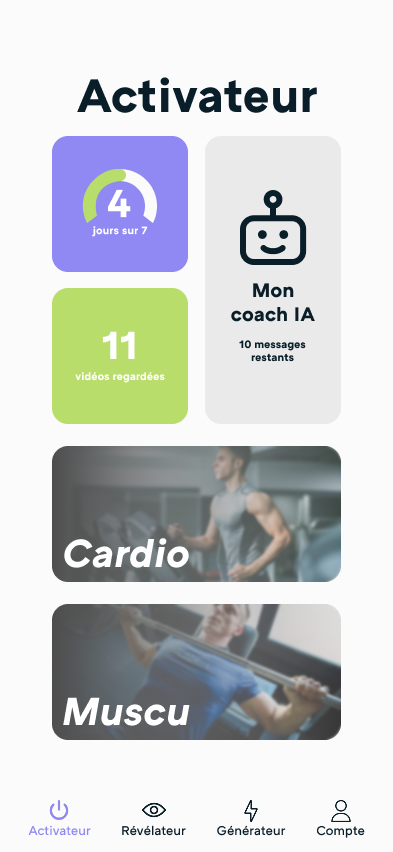 Activateur
4
jours sur 7
11
vidéos regardées
Mon
coach IA
10 messages
restants
Cardio
Muscu
Activateur
Révélateur
Générateur
Compte